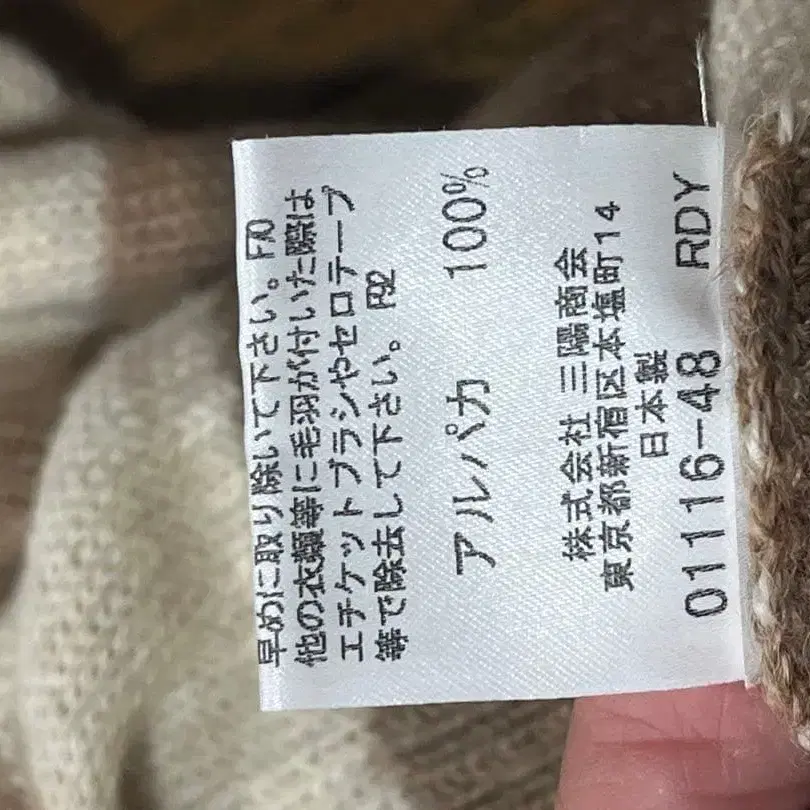 早めに取り除いて下さい。F70
他の衣類等に毛羽が付いた際は
エチケットブラシやセロテープ
等で除去して下さい。F92
アルパカ 100%
株式会社 三陽商会
東京都新宿区本塩町14
日本製
01116-48 RDY